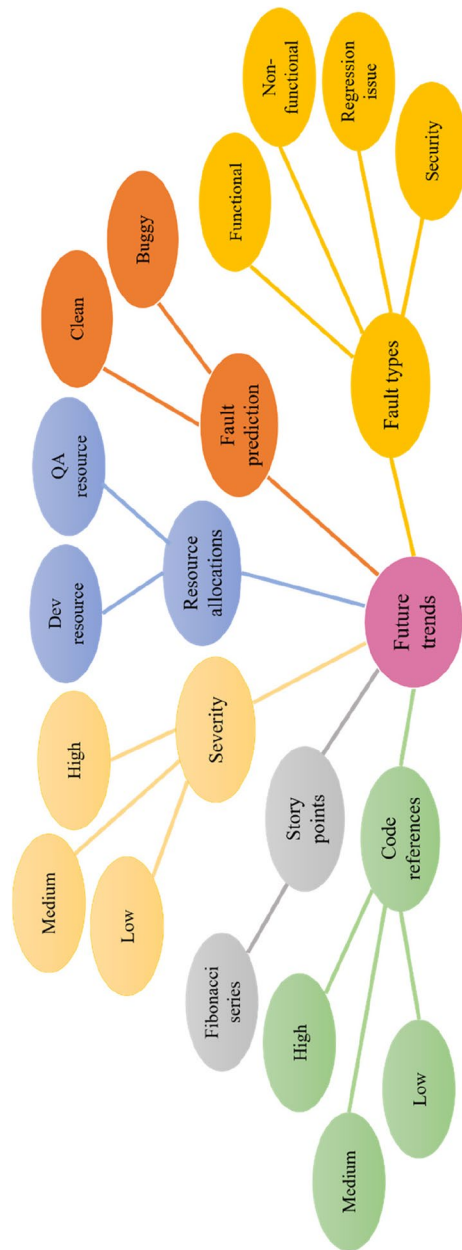 Medium
High
Dev
resource
QA
resource
Clean
Low
Buggy
Fibonacci
series
Severity
Resource
allocations
Fault
prediction
Functional
Non-
functional
High
Story
points
Medium
Regression
issue
Code
references
Fault types
Low
Future
trends
Security